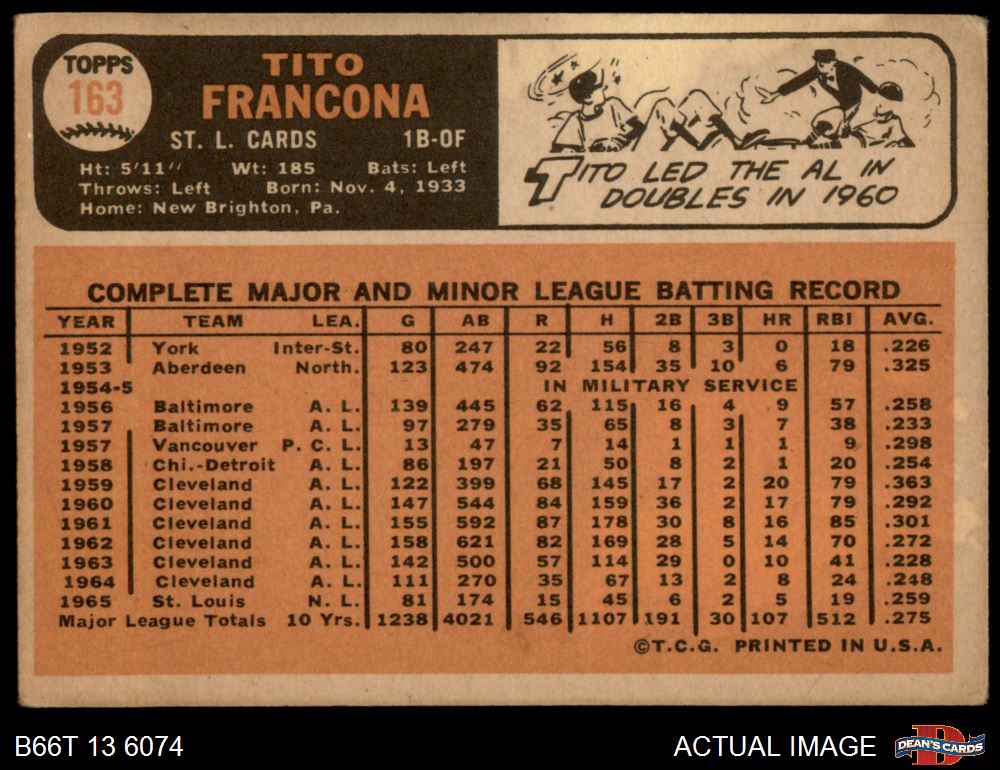 TOPPS
163
TITO
FRANCONA
ST. L. CARDS 1B-OF
Ht: 5'11" Wt: 185 Bats: Left
Throws: Left Born: Nov. 4, 1933
Home: New Brighton, Pa.
TITO LED THE AL IN
DOUBLES IN 1960
COMPLETE MAJOR AND MINOR LEAGUE BATTING RECORD
YEAR TEAM LEA. G AB R H 2B 3B HR RBI AVG.
1952 York Inter-St. 80 247 22 56 8 3 0 18 .226
1953 Aberdeen North. 123 474 92 154 35 10 6 79 .325
1954-5 IN MILITARY SERVICE
1956 Baltimore A. L. 139 445 62 115 16 4 9 57 .258
1957 Baltimore A. L. 97 279 35 65 8 3 7 38 .233
1957 Vancouver P. C. L. 13 47 7 14 1 1 1 9 .298
1958 Chi.-Detroit A. L. 86 197 21 50 8 2 1 20 .254
1959 Cleveland A. L. 122 399 68 145 17 2 20 79 .363
1960 Cleveland A. L. 147 544 84 159 36 2 17 79 .292
1961 Cleveland A. L. 155 592 87 178 30 8 16 85 .301
1962 Cleveland A. L. 158 621 82 169 28 5 14 70 .272
1963 Cleveland A. L. 142 500 57 114 29 0 10 41 .228
1964 Cleveland A. L. 111 270 35 67 13 2 8 24 .248
1965 St. Louis N. L. 81 174 15 45 6 2 5 19 .259
Major League Totals 10 Yrs. 1238 4021 546 1107 191 30 107 512 .275
©T.C.G. PRINTED IN U.S.A.
B66T 13 6074
ACTUAL IMAGE
DEAN'S CARDS